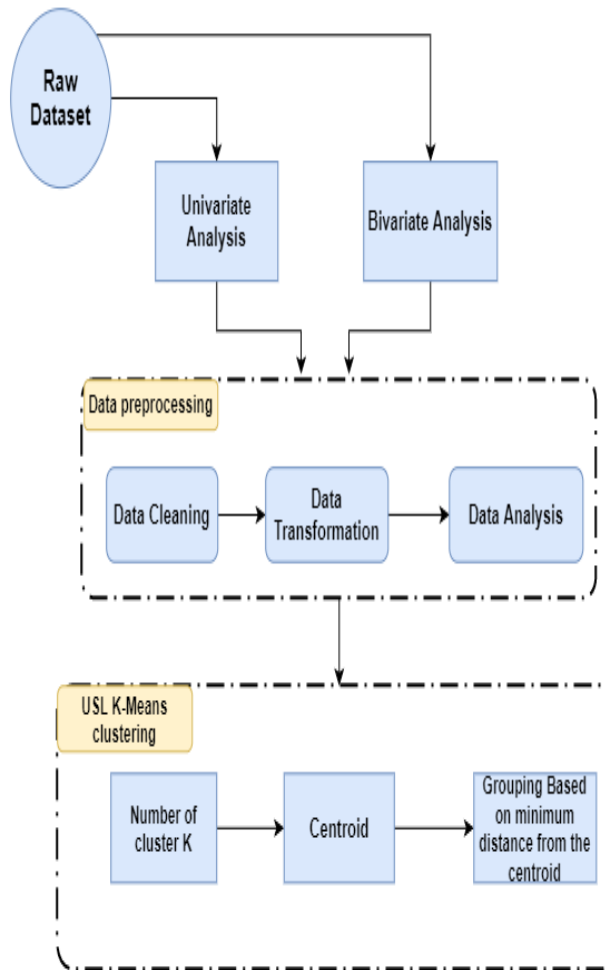 Raw
Dataset
Univariate
Analysis
Bivariate Analysis
Data preprocessing
Data Cleaning
Data
Transformation
Data Analysis
USL K-Means
clustering
Number of
cluster K
Centroid
Grouping Based
on minimum
distance from the
centroid